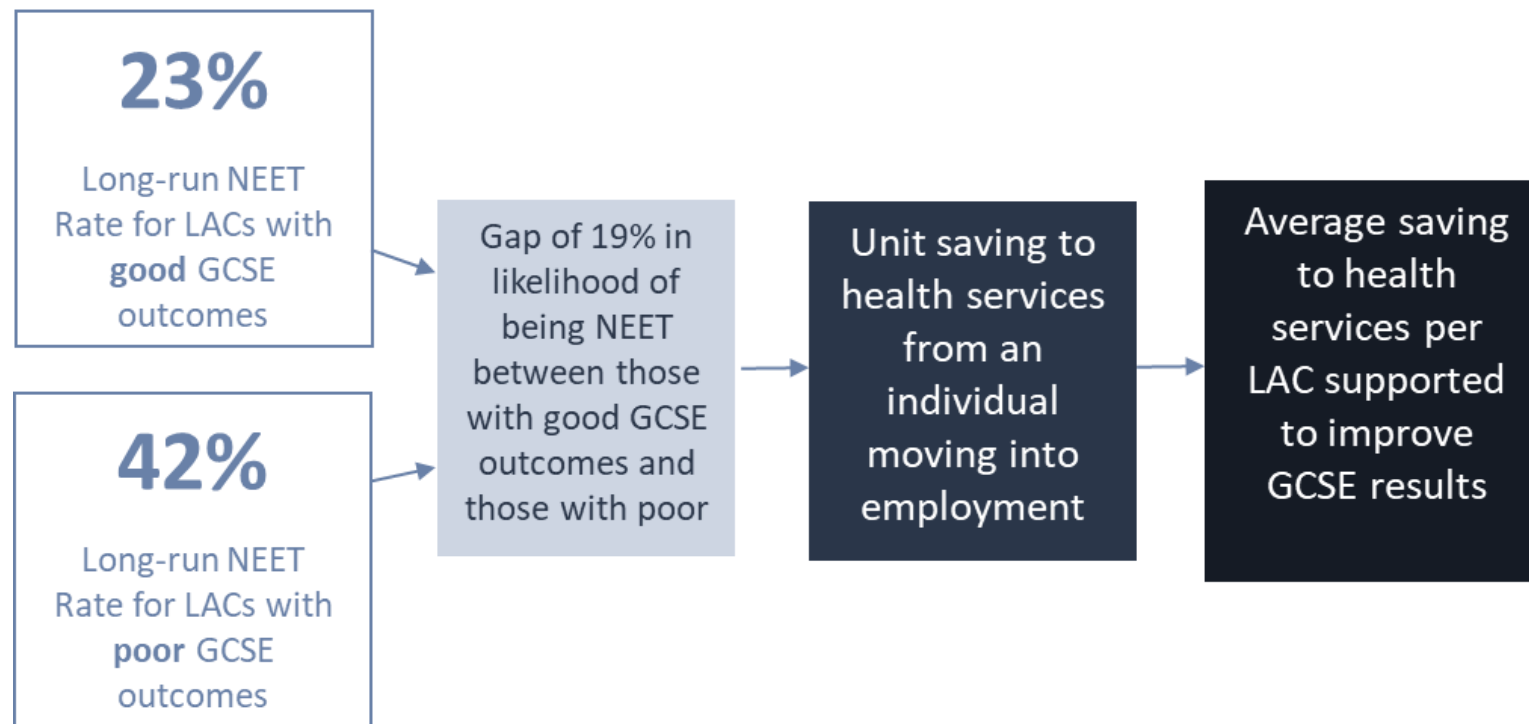 23%
Long-run NEET
Rate for LACs with
good GCSE
outcomes
42%
Long-run NEET
Rate for LACs with
poor GCSE
outcomes
Gap of 19% in
likelihood of
being NEET
between those
with good GCSE
outcomes and
those with poor
Unit saving to
health services
from an
individual
moving into
employment
Average saving
to health
services per
LAC supported
to improve
GCSE results